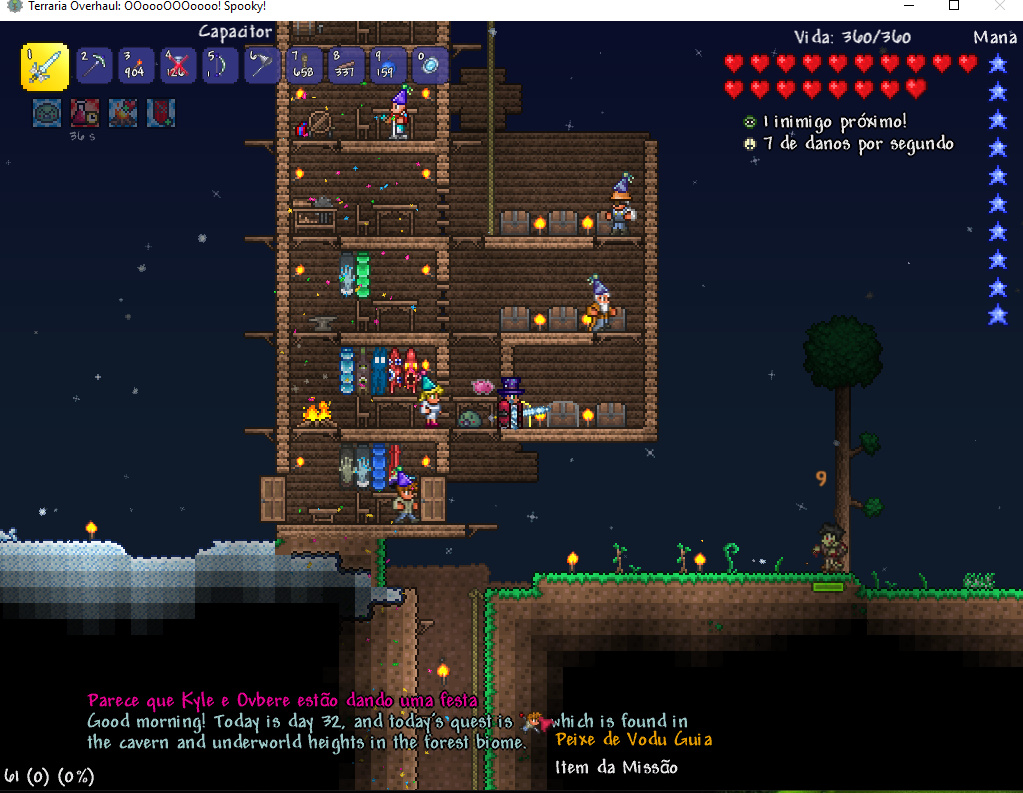 Terraria Overhaul: OOoooOOOoooo! Spooky!
Capacitor
Vida: 360/360
Mana
1 2 3 4 5 6 7 8 9 0
904 126 658 337 159
36 s
1 inimigo próximo!
7 de danos por segundo
9
Parece que Kyle e Ovbere estão dando uma festa
Good morning! Today is day 32, and today's quest is which is found in
the cavern and underworld heights in the forest biome.
Peixe de Vodu Guia
Item da Missão
61 (0) (0%)